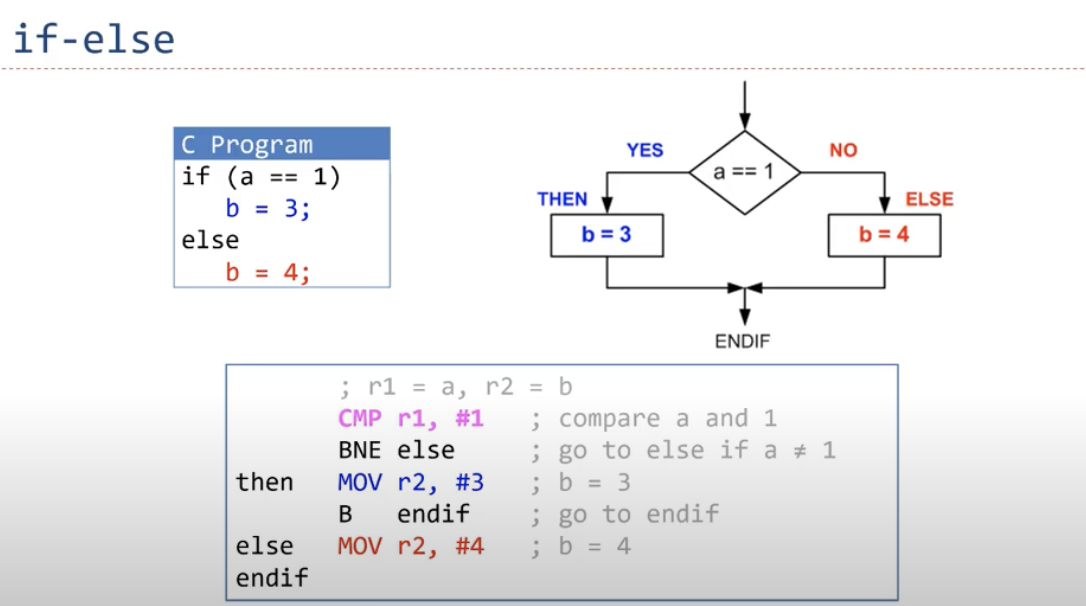 if-else
C Program
if (a == 1)
b = 3;
else
b = 4;
YES
a == 1
NO
THEN
ELSE
b = 3
b = 4
ENDIF
; r1 = a, r2 = b
CMP r1, #1 ; compare a and 1
BNE else ; go to else if a ≠ 1
then MOV r2, #3 ; b = 3
B endif ; go to endif
else MOV r2, #4 ; b = 4
endif